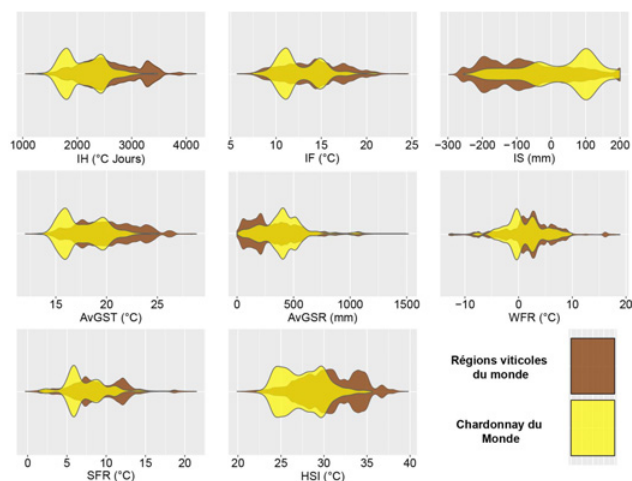 1000 2000 3000 4000
IH (°C Jours)
5 10 15 20 25
IF (°C)
−300 −200 −100 0 100 200
IS (mm)
15 20 25
AvGST (°C)
0 500 1000 1500
AvGSR (mm)
−10 0 10 20
WFR (°C)
0 5 10 15 20
SFR (°C)
20 25 30 35 40
HSI (°C)
Régions viticoles
du monde
Chardonnay du
Monde